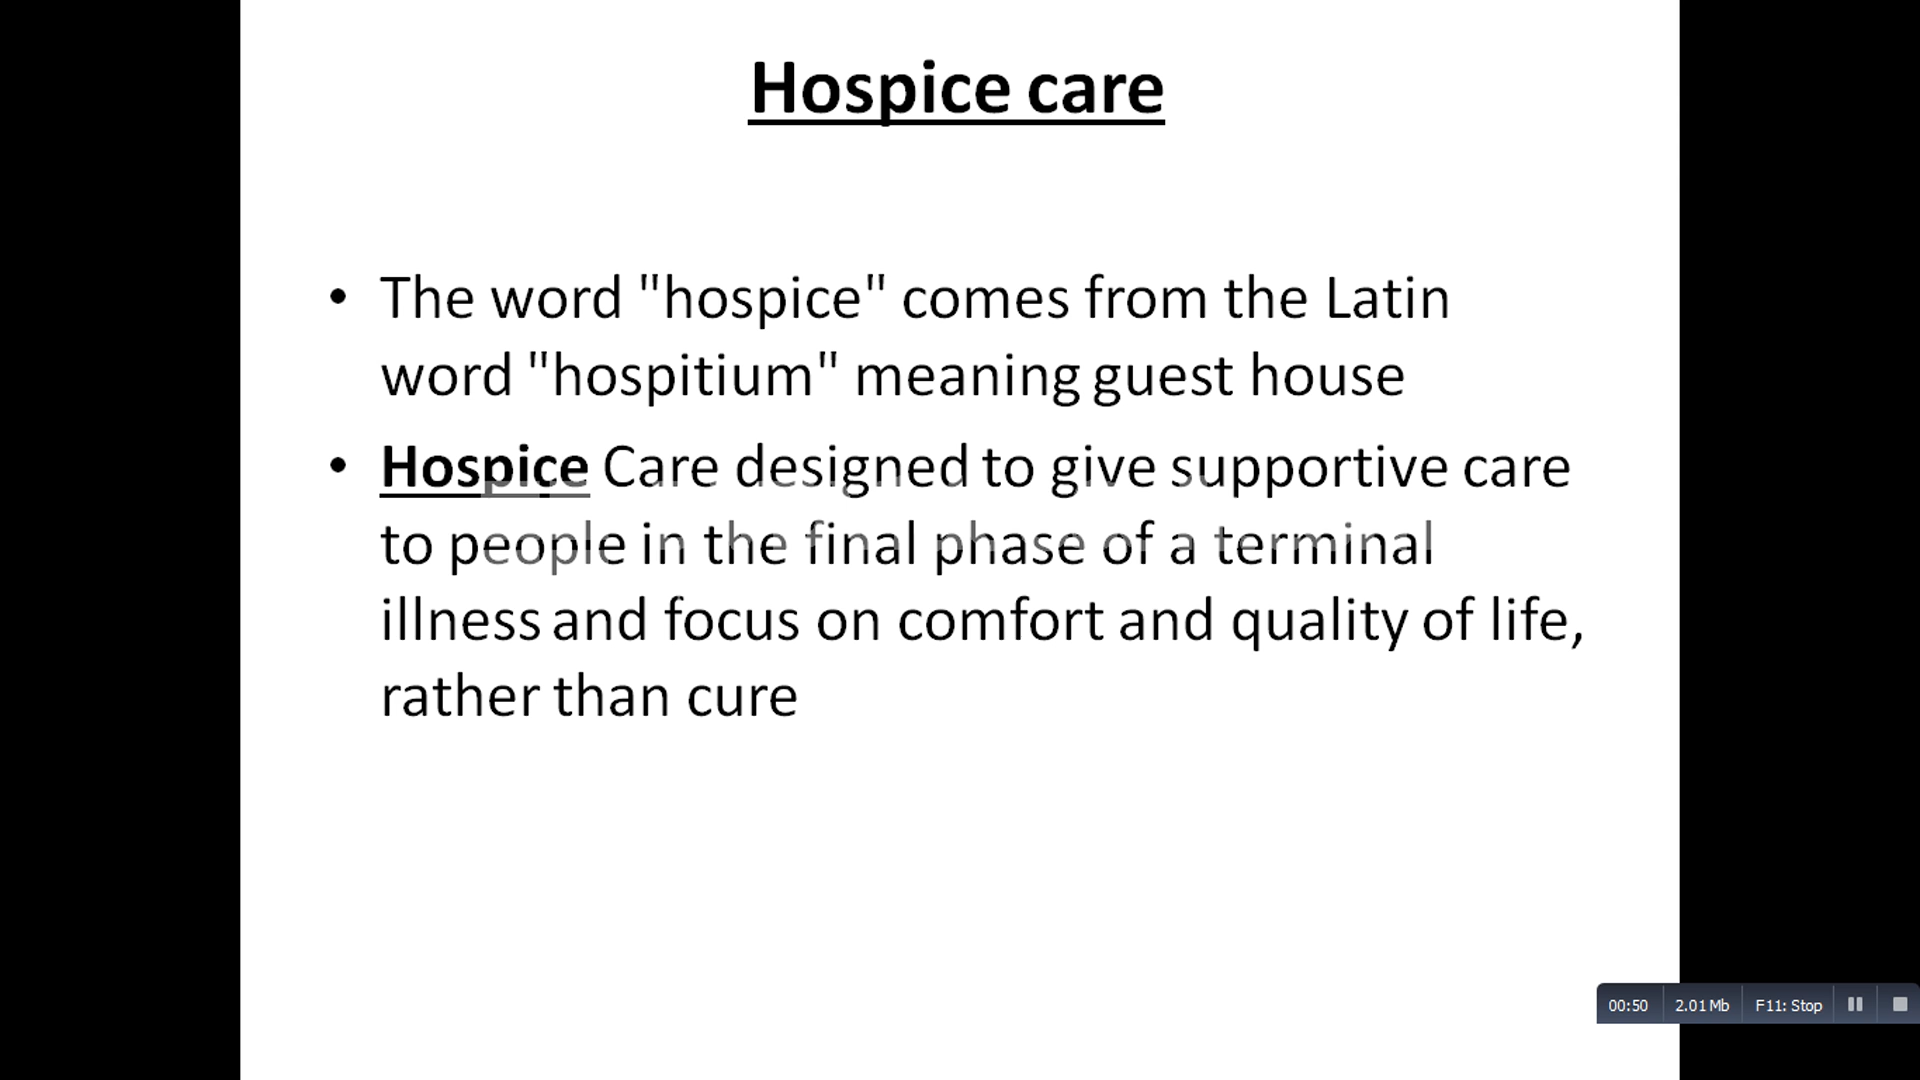 Hospice care
• The word "hospice" comes from the Latin
word "hospitium" meaning guest house
• Hospice Care designed to give supportive care
to people in the final phase of a terminal
illness and focus on comfort and quality of life,
rather than cure
00:50 2.01 Mb F11: Stop